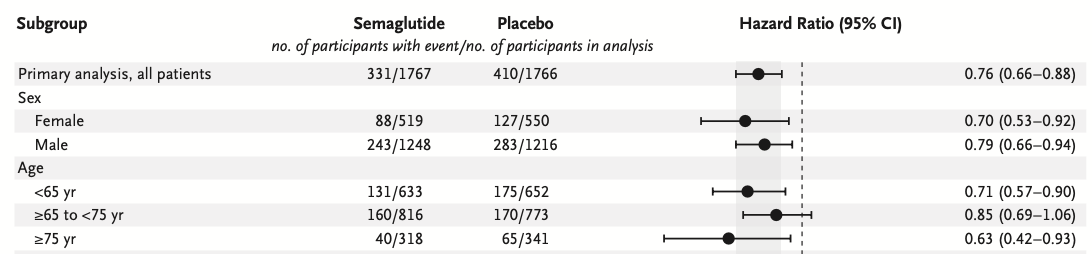 Subgroup Semaglutide Placebo Hazard Ratio (95% CI)
no. of participants with event/no. of participants in analysis
Primary analysis, all patients 331/1767 410/1766 0.76 (0.66–0.88)
Sex
Female 88/519 127/550 0.70 (0.53–0.92)
Male 243/1248 283/1216 0.79 (0.66–0.94)
Age
<65 yr 131/633 175/652 0.71 (0.57–0.90)
≥65 to <75 yr 160/816 170/773 0.85 (0.69–1.06)
≥75 yr 40/318 65/341 0.63 (0.42–0.93)